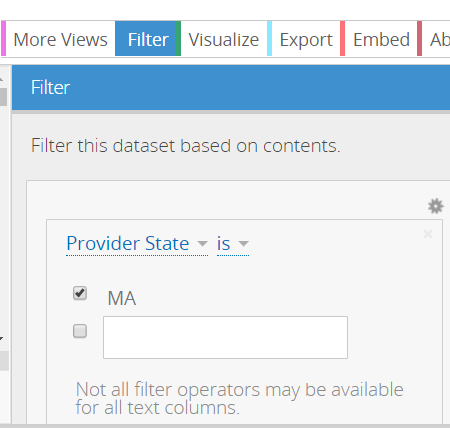 More Views Filter Visualize Export Embed Ab
Filter
Filter this dataset based on contents.
Provider State is
MA
Not all filter operators may be available
for all text columns.